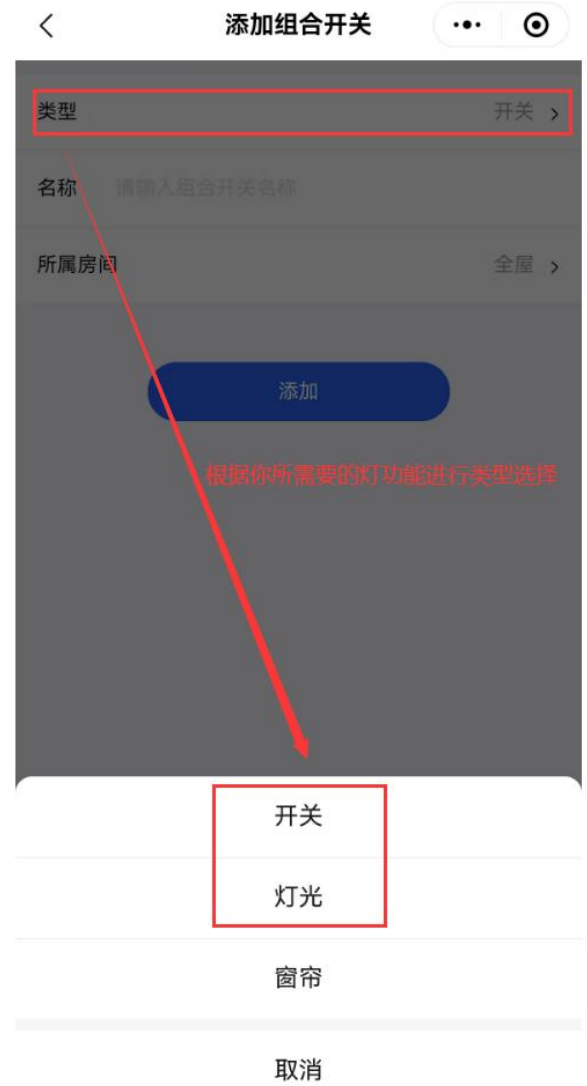 添加组合开关
类型 开关
名称 请输入组合开关名称
所属房间 全屋
添加
根据你所需要的灯功能进行类型选择
开关
灯光
窗帘
取消